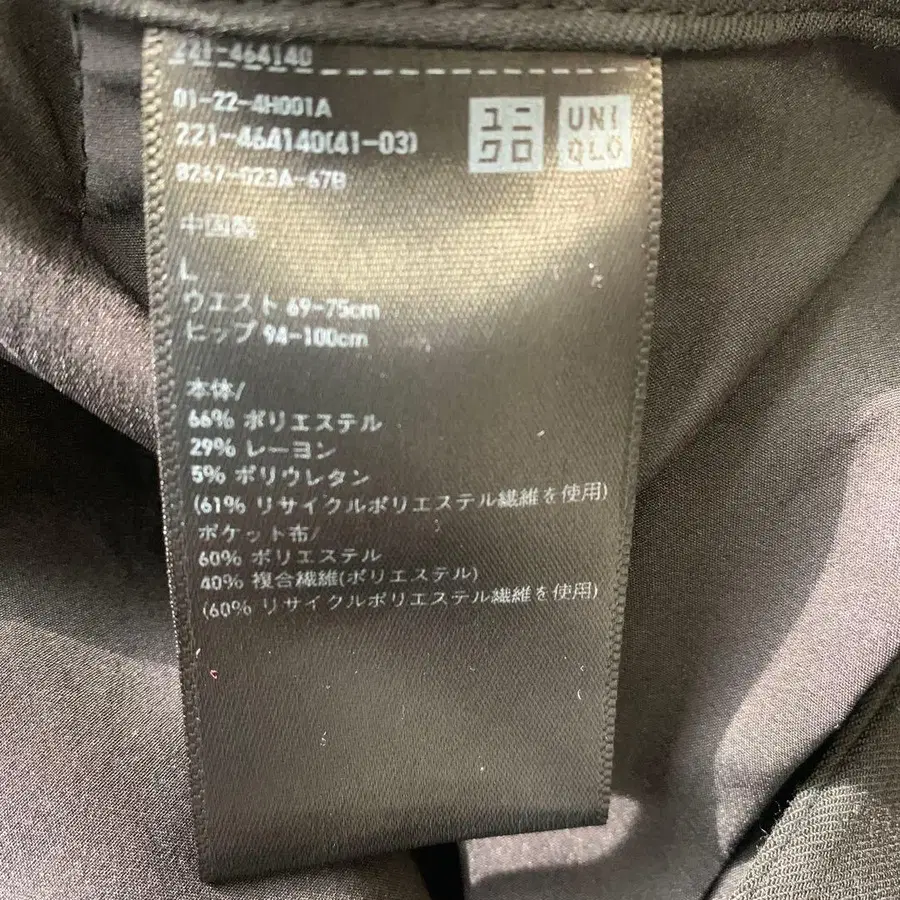 221-464140
01-22-4H001A
221-464140(41-03)
8267-023A-67B
ユニ
クロ
UNI
QLO
中国製
L
ウエスト 69-75cm
ヒップ 94-100cm
本体/
66% ポリエステル
29% レーヨン
5% ポリウレタン
(61% リサイクルポリエステル繊維を使用)
ポケット布/
60% ポリエステル
40% 複合繊維(ポリエステル)
(60% リサイクルポリエステル繊維を使用)